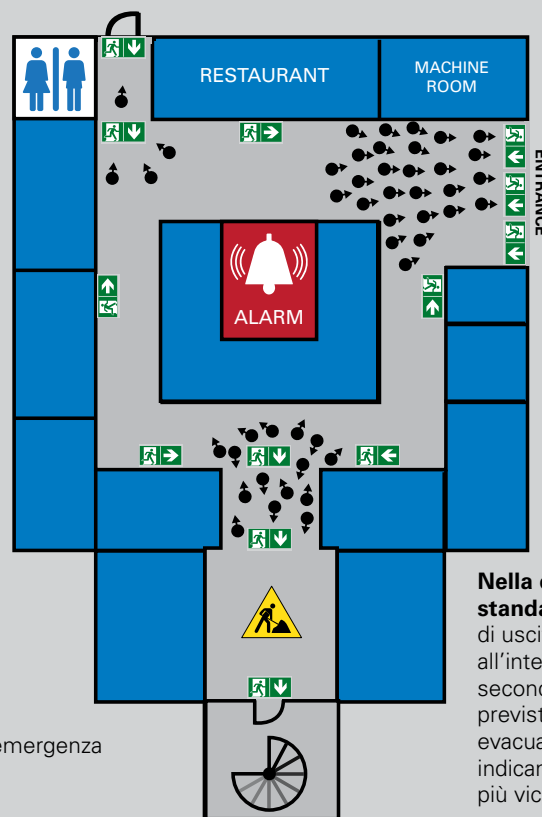 RESTAURANT
MACHINE
ROOM
ENTRANCE
ALARM
Nella
standa
di usci
all’inte
second
previst
evacua
indicar
più vic
emergenza